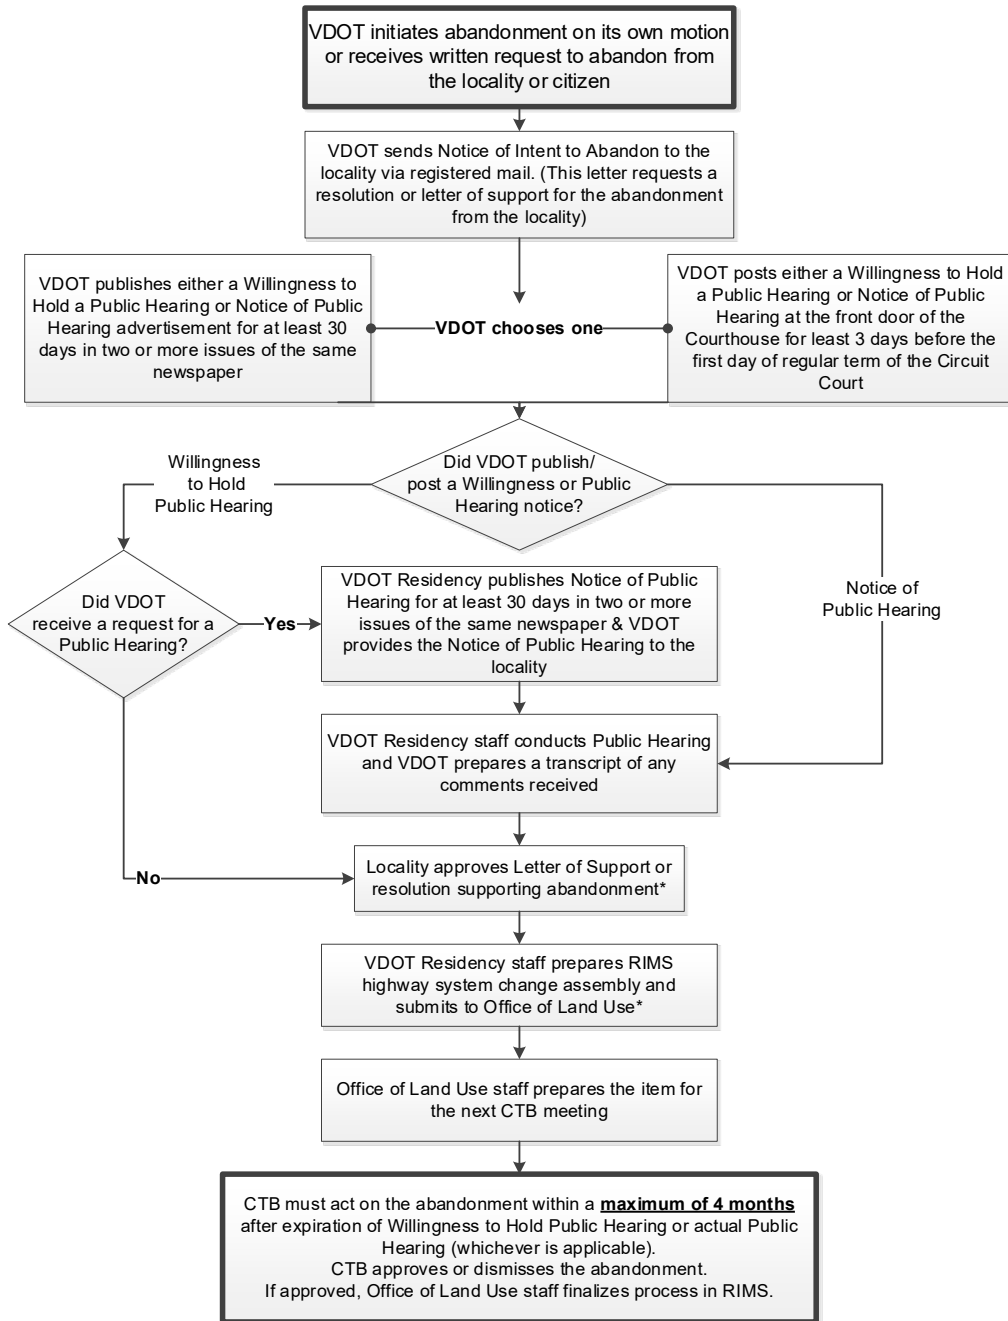 VDOT initiates abandonment on its own motion
or receives written request to abandon from
the locality or citizen
VDOT sends Notice of Intent to Abandon to the
locality via registered mail. (This letter requests a
resolution or letter of support for the abandonment
from the locality)
VDOT publishes either a Willingness to
Hold a Public Hearing or Notice of Public
Hearing advertisement for at least 30
days in two or more issues of the same
newspaper
VDOT chooses one
VDOT posts either a Willingness to Hold
a Public Hearing or Notice of Public
Hearing at the front door of the
Courthouse for least 3 days before the
first day of regular term of the Circuit
Court
Did VDOT publish/
post a Willingness or Public
Hearing notice?
Willingness
to Hold
Public Hearing
Notice of
Public Hearing
Did VDOT
receive a request for a
Public Hearing?
Yes
VDOT Residency publishes Notice of Public
Hearing for at least 30 days in two or more
issues of the same newspaper & VDOT
provides the Notice of Public Hearing to the
locality
VDOT Residency staff conducts Public Hearing
and VDOT prepares a transcript of any
comments received
No
Locality approves Letter of Support or
resolution supporting abandonment*
VDOT Residency staff prepares RIMS
highway system change assembly and
submits to Office of Land Use*
Office of Land Use staff prepares the item for
the next CTB meeting
CTB must act on the abandonment within a maximum of 4 months
after expiration of Willingness to Hold Public Hearing or actual Public
Hearing (whichever is applicable).
CTB approves or dismisses the abandonment.
If approved, Office of Land Use staff finalizes process in RIMS.